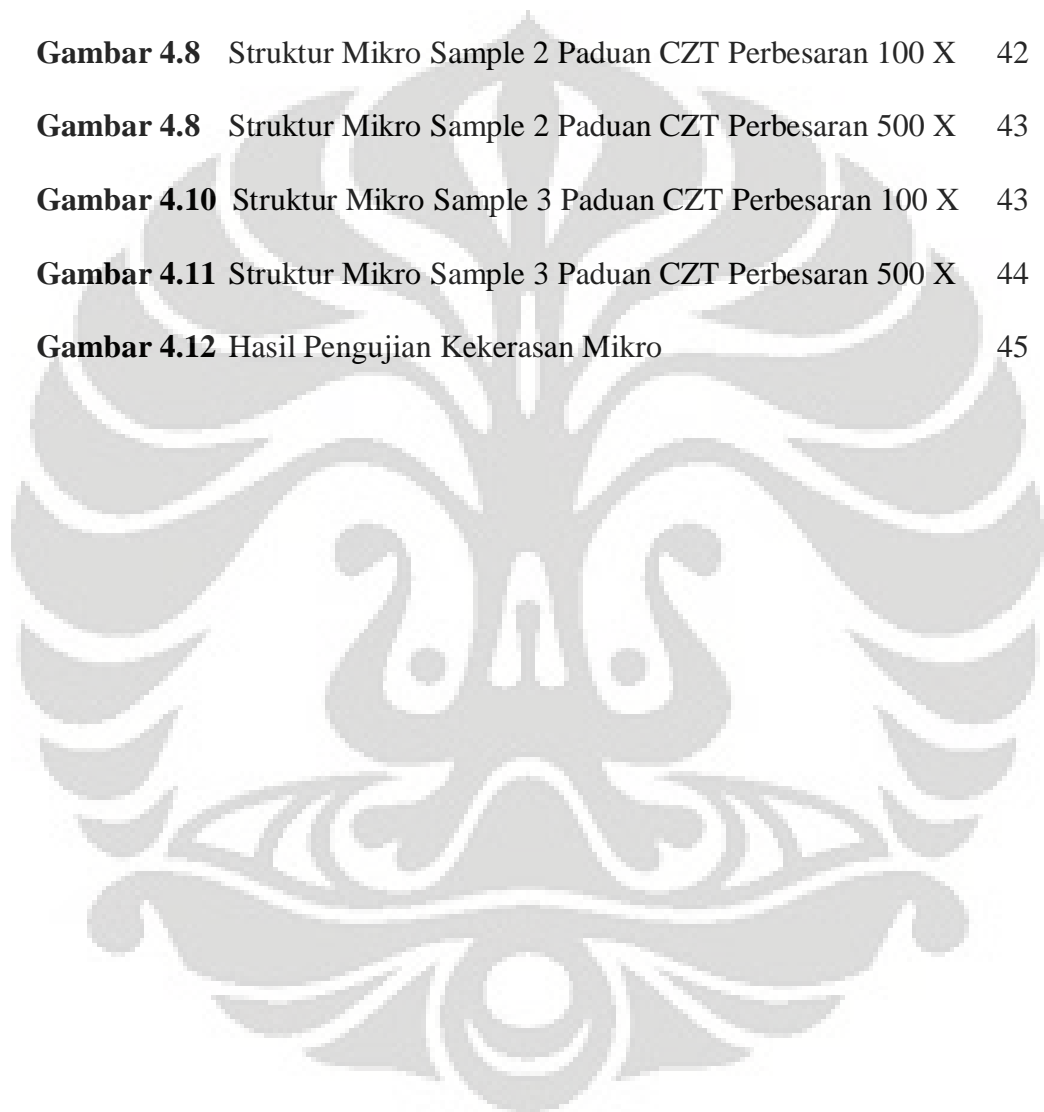 Gambar 4.8 Struktur Mikro Sample 2 Paduan CZT Perbesaran 100 X 42
Gambar 4.8 Struktur Mikro Sample 2 Paduan CZT Perbesaran 500 X 43
Gambar 4.10 Struktur Mikro Sample 3 Paduan CZT Perbesaran 100 X 43
Gambar 4.11 Struktur Mikro Sample 3 Paduan CZT Perbesaran 500 X 44
Gambar 4.12 Hasil Pengujian Kekerasan Mikro 45